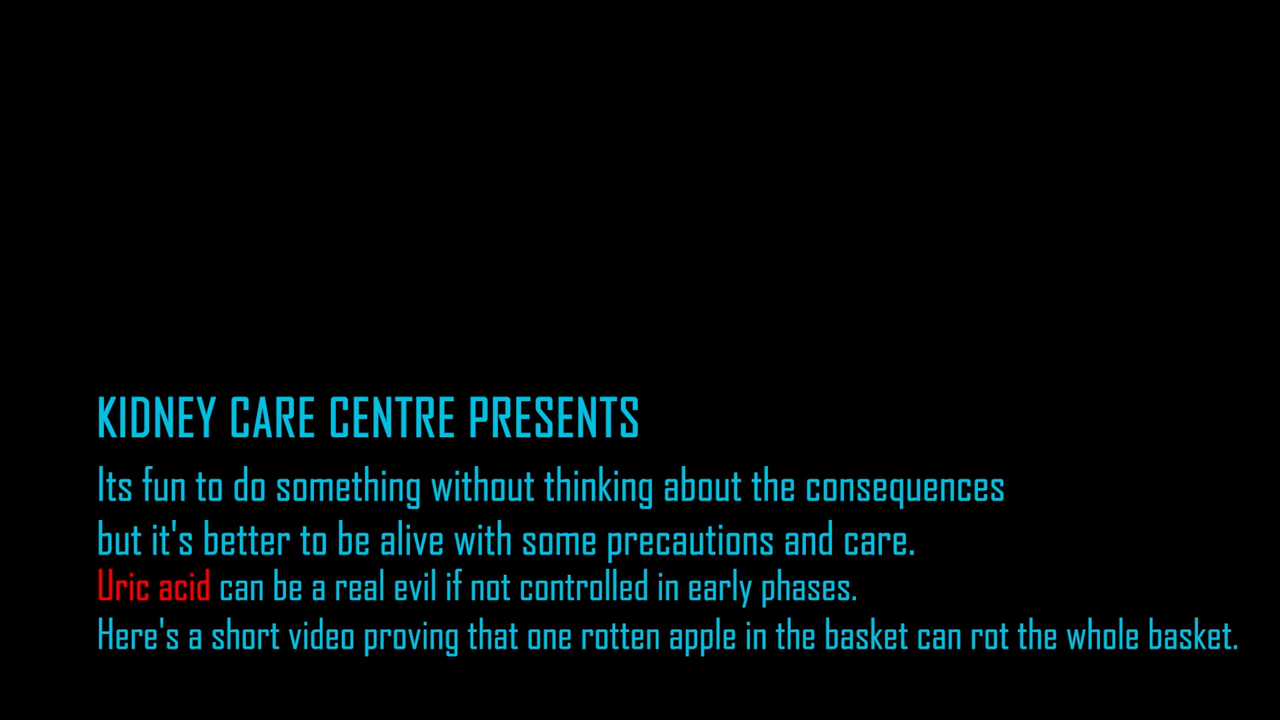 KIDNEY CARE CENTRE PRESENTS
Its fun to do something without thinking about the consequences
but it's better to be alive with some precautions and care.
Uric acid can be a real evil if not controlled in early phases.
Here's a short video proving that one rotten apple in the basket can rot the whole basket.